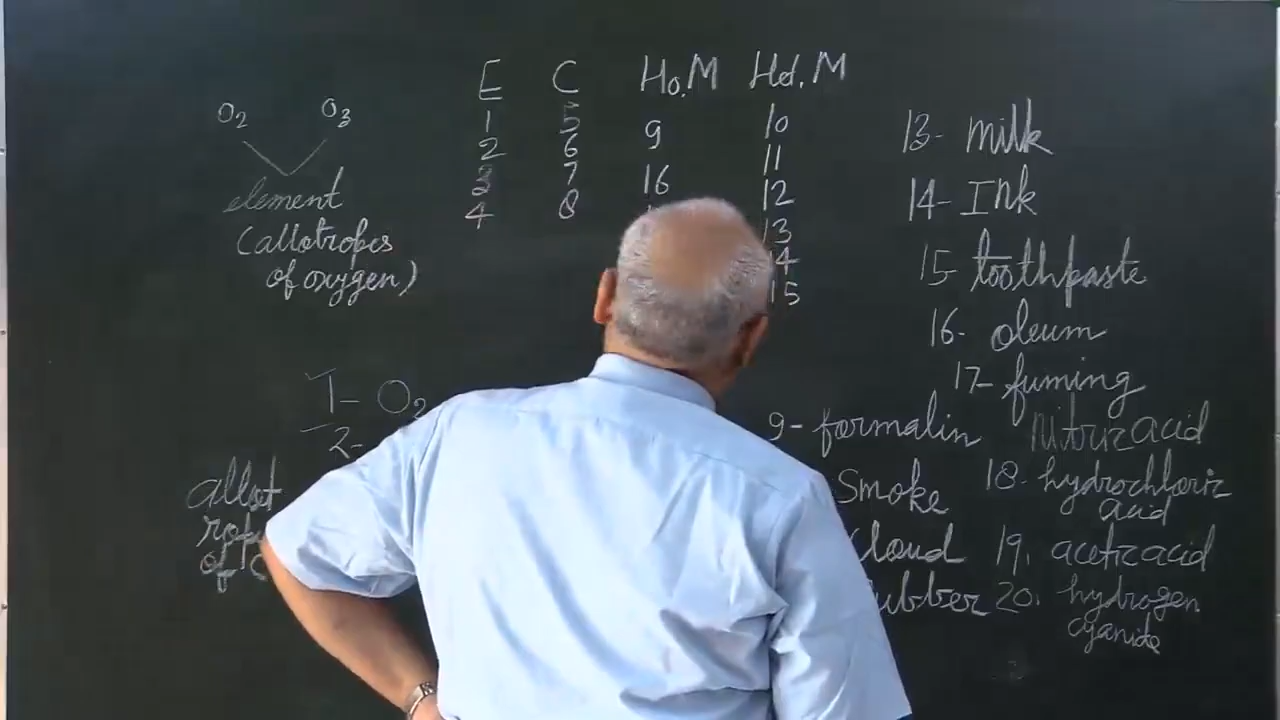 O2 O3
element
(allotropes
of oxygen)
E C Ho.M Hd.M
1 5 9 10
2 6 16 11
3 7 12
4 8 13
14
15
1- O2
2-
allot
of
9- formalin
Smoke
Cloud
13- milk
14- Ink
15- toothpaste
16- oleum
17- fuming
Nitric acid
18- hydrochloric
acid
19. acetic acid
20. hydrogen
cyanide